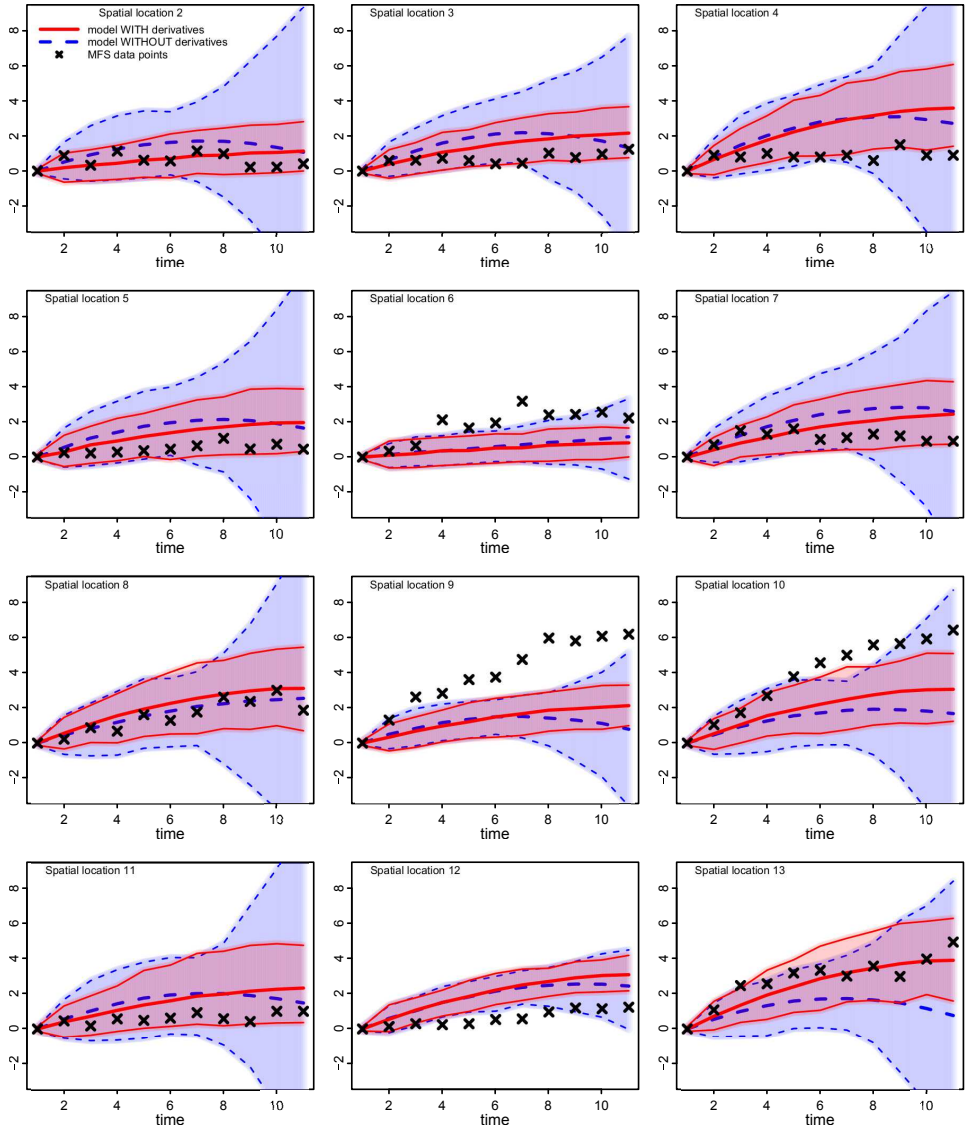 Spatial location 2
model WITH derivatives
model WITHOUT derivatives
MFS data points
8
6
4
2
0
−2
2 4 6 8 10
time
Spatial location 3
8
6
4
2
0
−2
2 4 6 8 10
time
Spatial location 4
8
6
4
2
0
−2
2 4 6 8 10
time
Spatial location 5
8
6
4
2
0
−2
2 4 6 8 10
time
Spatial location 6
8
6
4
2
0
−2
2 4 6 8 10
time
Spatial location 7
8
6
4
2
0
−2
2 4 6 8 10
time
Spatial location 8
8
6
4
2
0
−2
2 4 6 8 10
time
Spatial location 9
8
6
4
2
0
−2
2 4 6 8 10
time
Spatial location 10
8
6
4
2
0
−2
2 4 6 8 10
time
Spatial location 11
8
6
4
2
0
−2
2 4 6 8 10
time
Spatial location 12
8
6
4
2
0
−2
2 4 6 8 10
time
Spatial location 13
8
6
4
2
0
−2
2 4 6 8 10
time